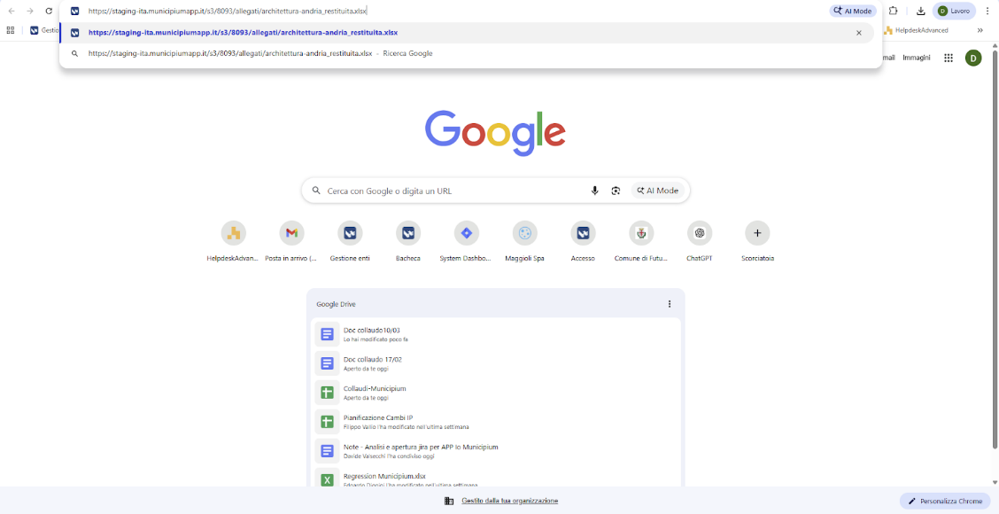 https://staging-ita.municipiumapp.it/s3/8093/allegati/architettura-andria_restituita.xlsx
AI Mode
Lavoro
https://staging-ita.municipiumapp.it/s3/8093/allegati/architettura-andria_restituita.xlsx
https://staging-ita.municipiumapp.it/s3/8093/allegati/architettura-andria_restituita.xlsx - Ricerca Google
Gestio
HelpdeskAdvanced
mail
Immagini
D
Google
Cerca con Google o digita un URL
AI Mode
HelpdeskAdvan...
Posta in arrivo (...
Gestione enti
Bacheca
System Dashbo...
Maggioli Spa
Accesso
Comune di Futu...
ChatGPT
Scorciatoia
Google Drive
Doc collaudo10/03
Lo hai modificato poco fa
Doc collaudo 17/02
Aperto da te oggi
Collaudi-Municipium
Aperto da te oggi
Pianificazione Cambi IP
Filippo Vallio l'ha modificato nell'ultima settimana
Note - Analisi e apertura jira per APP Io Municipium
Davide Valsecchi l'ha condiviso oggi
Regression Municipium.xlsx
l'ha modificato nell'ultima settimana
Gestito dalla tua organizzazione
Personalizza Chrome